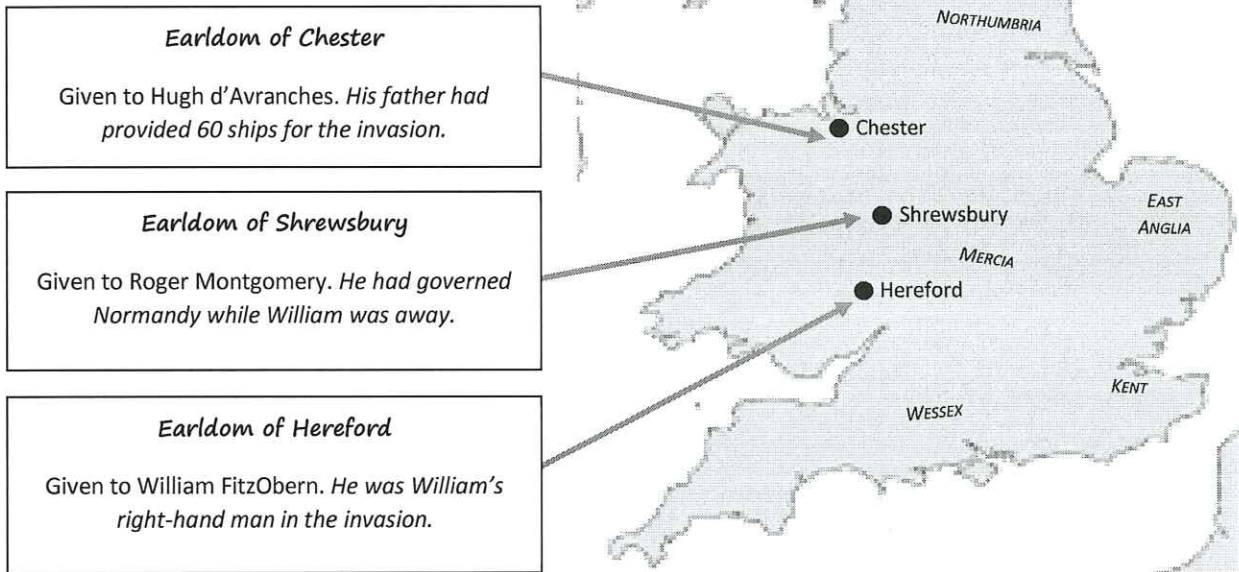 Earldom of Chester
Given to Hugh d'Avranches. His father had
provided 60 ships for the invasion.
Earldom of Shrewsbury
Given to Roger Montgomery. He had governed
Normandy while William was away.
Earldom of Hereford
Given to William FitzObern. He was William's
right-hand man in the invasion.
NORTHUMBRIA
Chester
EAST
ANGLIA
Shrewsbury
MERCIA
Hereford
KENT
WESSEX